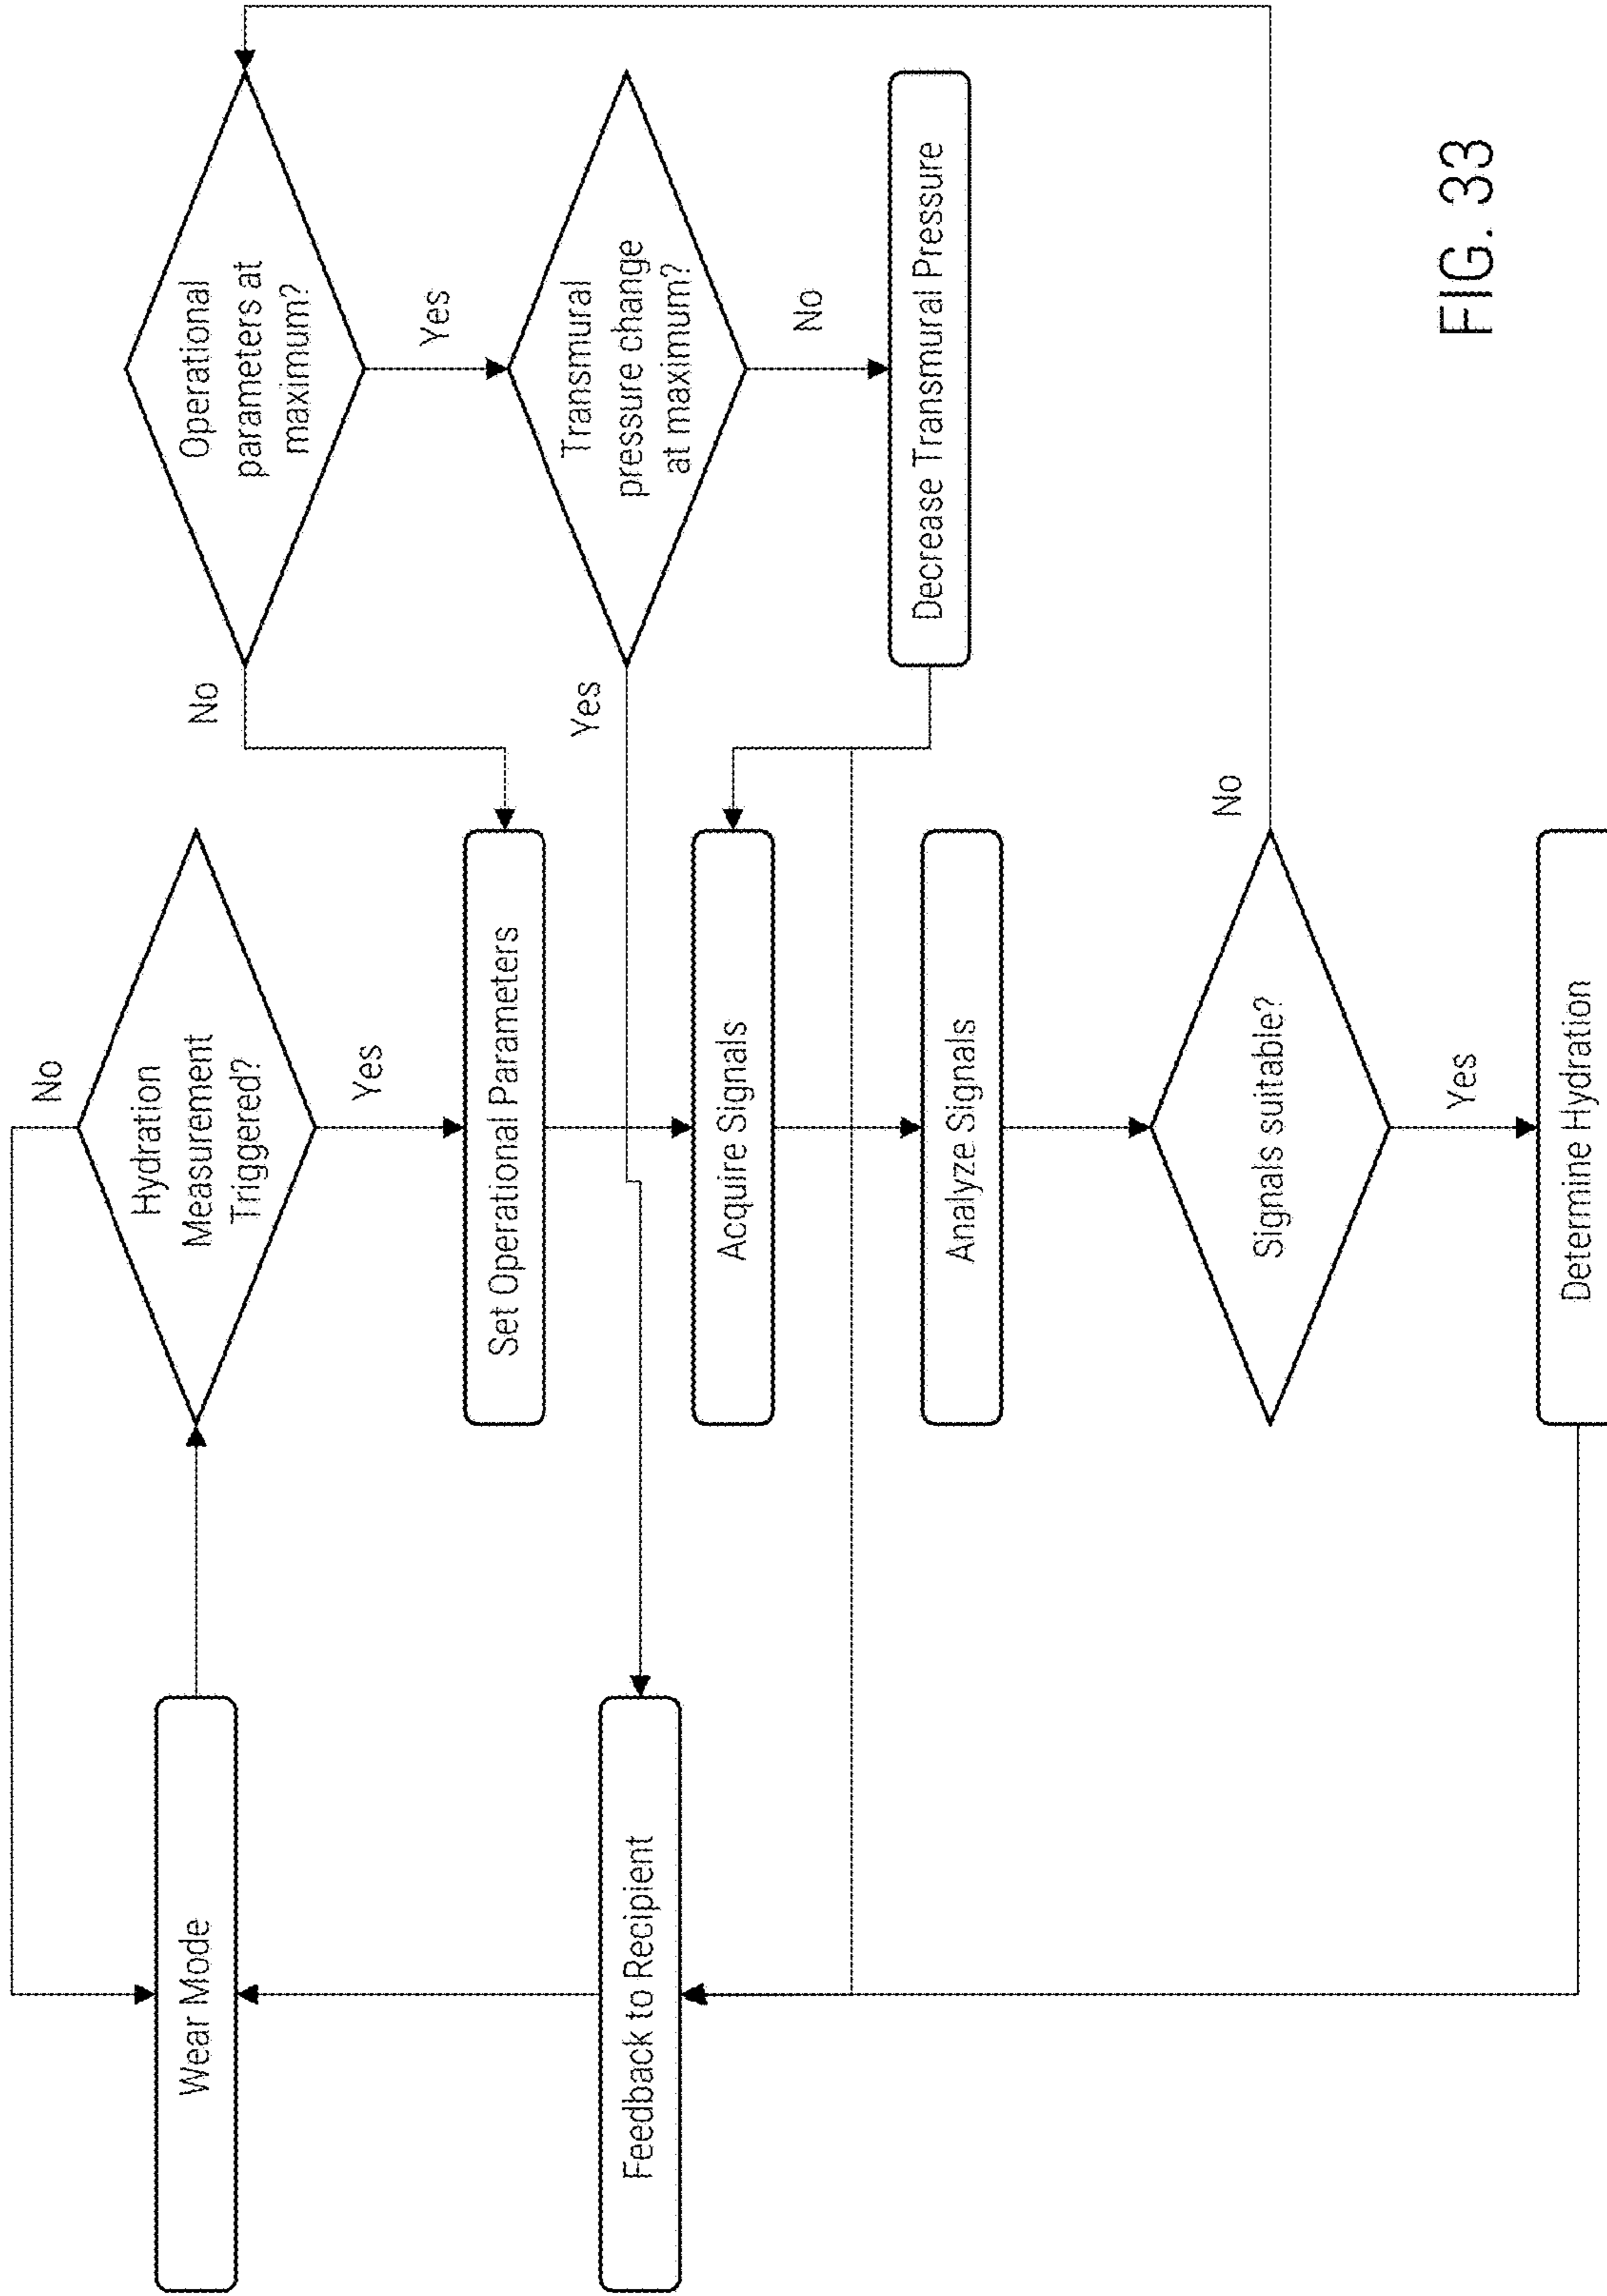 Wear Mode
Feedback to Recipient
No
Hydration
Measurement
Triggered?
Yes
Set Operational Parameters
Acquire Signals
Analyze Signals
Signals suitable?
No
Yes
Determine Hydration
Operational
parameters at
maximum?
No
Yes
Transmural
pressure change
at maximum?
Yes
No
Decrease Transmural Pressure
FIG. 33